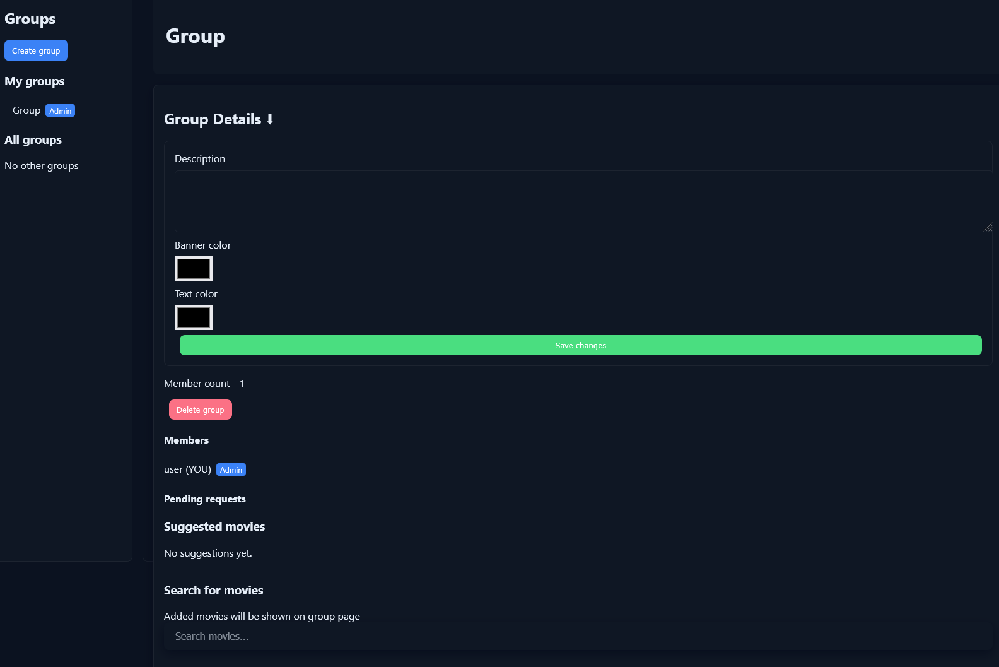 Groups
Create group
My groups
Group Admin
All groups
No other groups
Group
Group Details ⬇
Description
Banner color
Text color
Save changes
Member count - 1
Delete group
Members
user (YOU) Admin
Pending requests
Suggested movies
No suggestions yet.
Search for movies
Added movies will be shown on group page
Search movies...